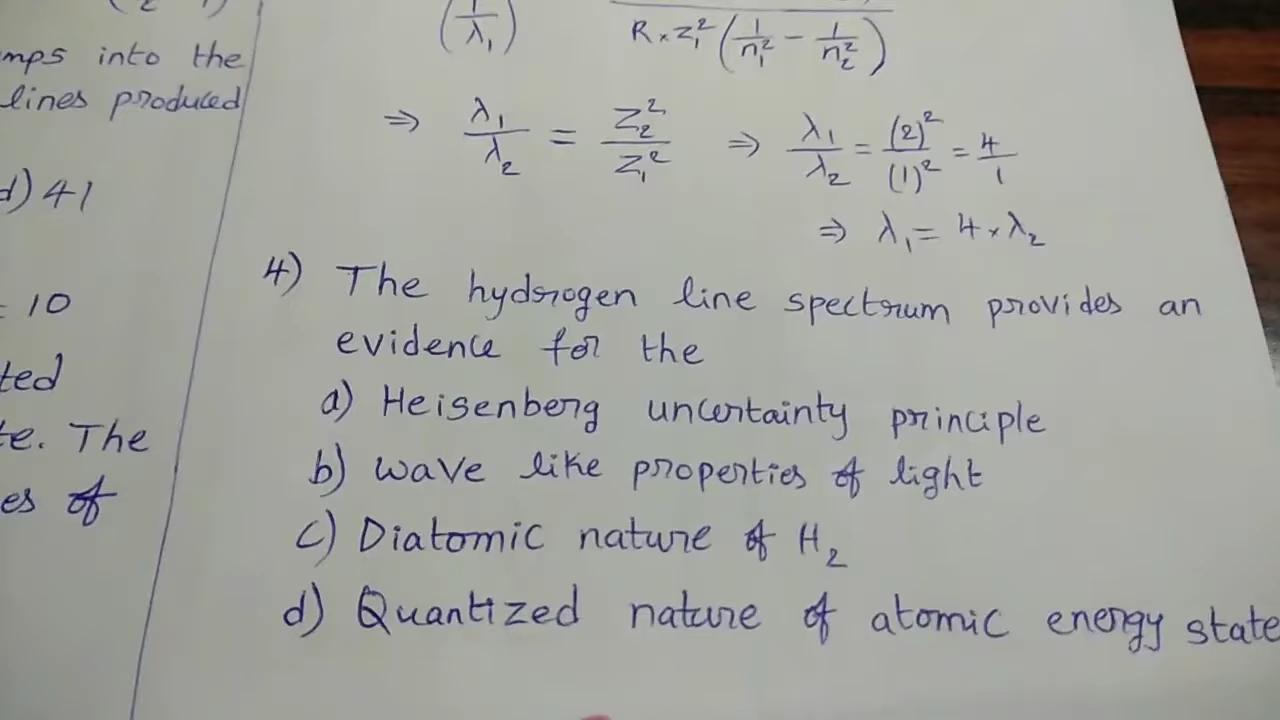 mps into the
lines produced
d) 41
= 10
ted
te. The
es of
(1/λ₁) R × Z₁² (1/n₁² − 1/n₂²)
⇒ λ₁/λ₂ = Z₂²/Z₁² ⇒ λ₁/λ₂ = (2)²/(1)² = 4/1
⇒ λ₁ = 4 × λ₂
4) The hydrogen line spectrum provides an
evidence for the
a) Heisenberg uncertainty principle
b) wave like properties of light
c) Diatomic nature of H₂
d) Quantized nature of atomic energy state